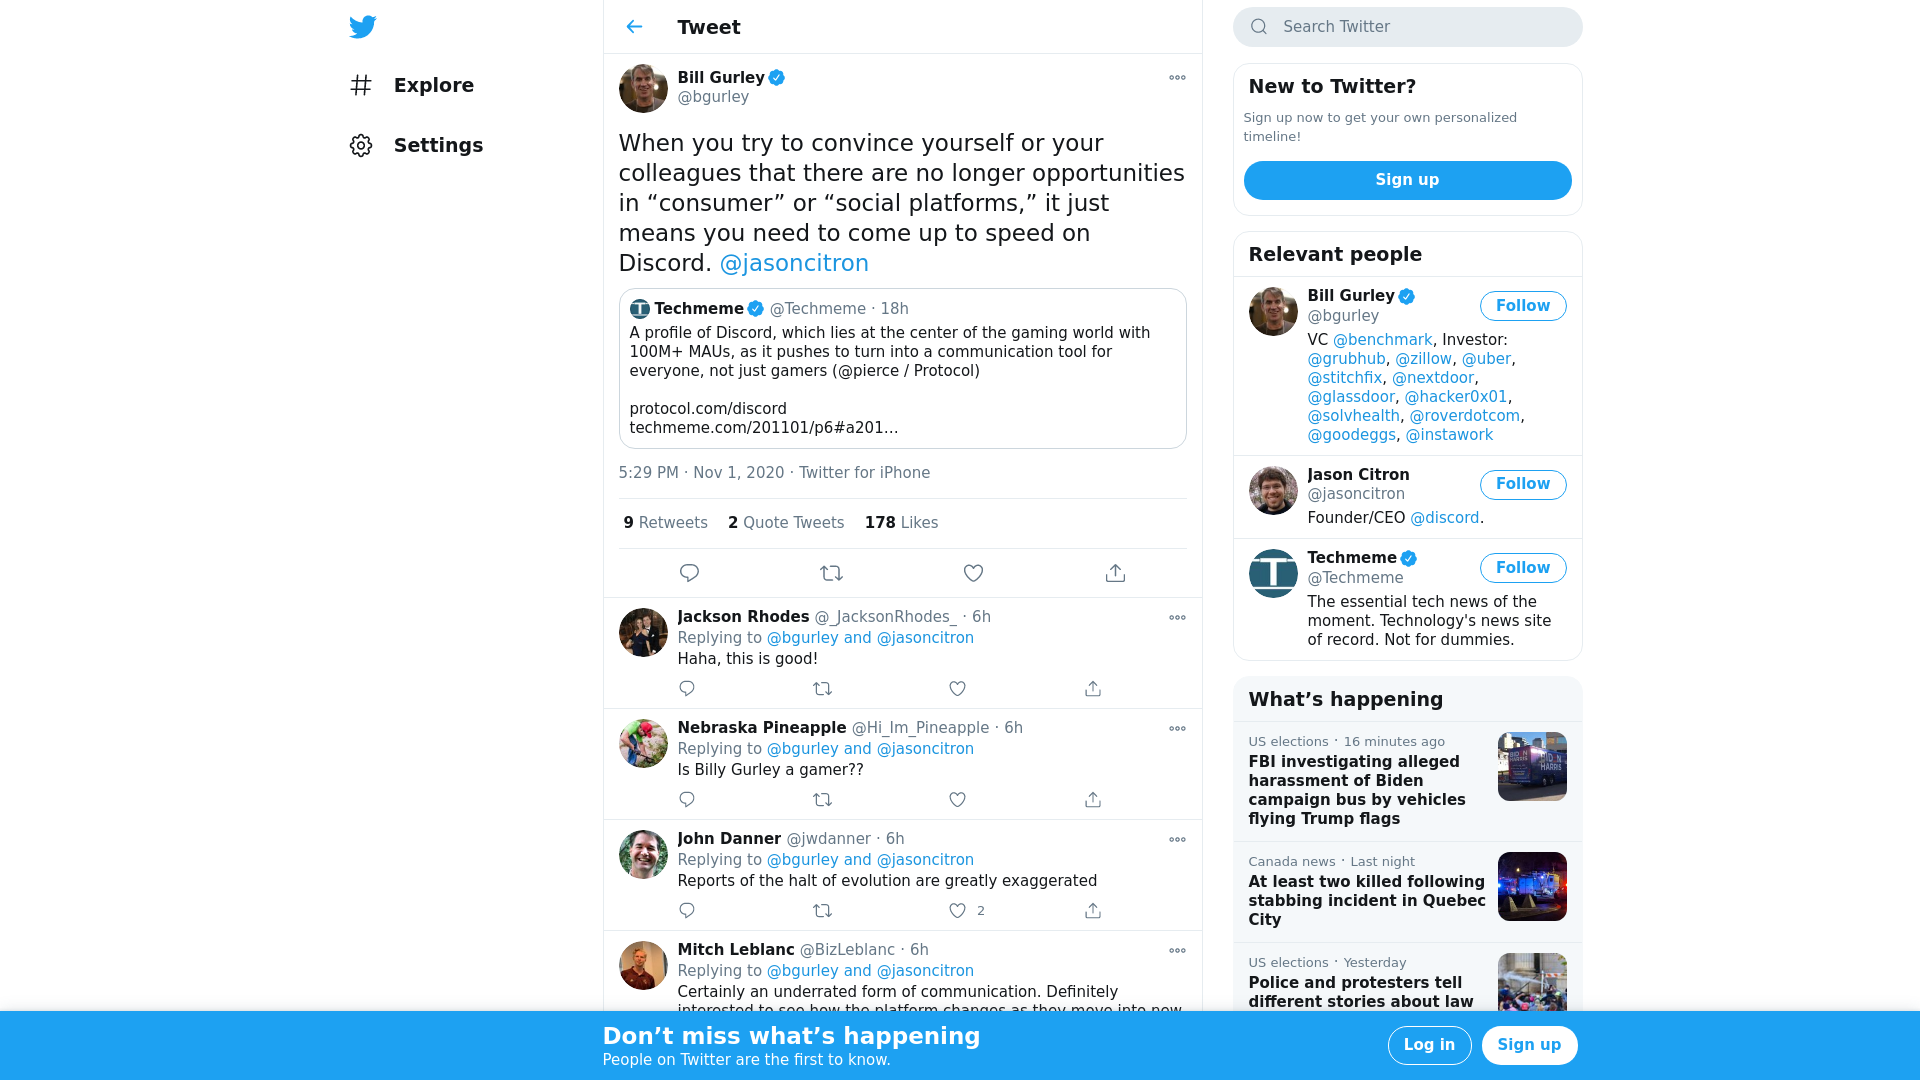 Explore
Settings
Tweet
Bill Gurley
@bgurley
When you try to convince yourself or your
colleagues that there are no longer opportunities
in “consumer” or “social platforms,” it just
means you need to come up to speed on
Discord. @jasoncitron
Techmeme @Techmeme · 18h
A profile of Discord, which lies at the center of the gaming world with
100M+ MAUs, as it pushes to turn into a communication tool for
everyone, not just gamers (@pierce / Protocol)
protocol.com/discord
techmeme.com/201101/p6#a201…
5:29 PM · Nov 1, 2020 · Twitter for iPhone
9 Retweets 2 Quote Tweets 178 Likes
Jackson Rhodes @_JacksonRhodes_ · 6h
Replying to @bgurley and @jasoncitron
Haha, this is good!
Nebraska Pineapple @Hi_Im_Pineapple · 6h
Replying to @bgurley and @jasoncitron
Is Billy Gurley a gamer??
John Danner @jwdanner · 6h
Replying to @bgurley and @jasoncitron
Reports of the halt of evolution are greatly exaggerated
2
Mitch Leblanc @BizLeblanc · 6h
Replying to @bgurley and @jasoncitron
Certainly an underrated form of communication. Definitely
interested to see how the platform changes as they move into new
Search Twitter
New to Twitter?
Sign up now to get your own personalized
timeline!
Sign up
Relevant people
Bill Gurley
@bgurley
Follow
VC @benchmark, Investor:
@grubhub, @zillow, @uber,
@stitchfix, @nextdoor,
@glassdoor, @hacker0x01,
@solvhealth, @roverdotcom,
@goodeggs, @instawork
Jason Citron
@jasoncitron
Follow
Founder/CEO @discord.
Techmeme
@Techmeme
Follow
The essential tech news of the
moment. Technology's news site
of record. Not for dummies.
What’s happening
US elections · 16 minutes ago
FBI investigating alleged
harassment of Biden
campaign bus by vehicles
flying Trump flags
Canada news · Last night
At least two killed following
stabbing incident in Quebec
City
US elections · Yesterday
Police and protesters tell
different stories about law
Don’t miss what’s happening
People on Twitter are the first to know.
Log in
Sign up